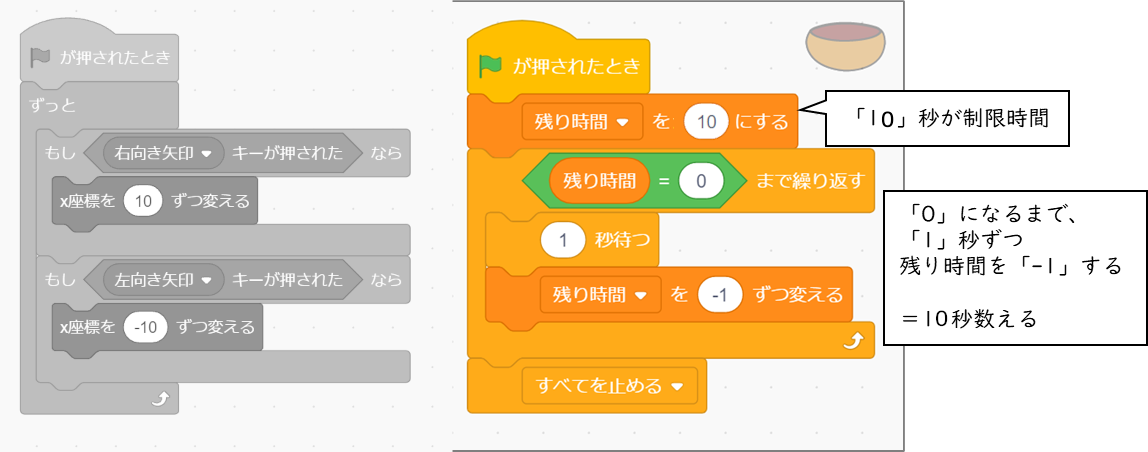 が押されたとき
ずっと
もし 右向き矢印 キーが押された なら
x座標を 10 ずつ変える
もし 左向き矢印 キーが押された なら
x座標を -10 ずつ変える
が押されたとき
残り時間 を 10 にする
残り時間 = 0 まで繰り返す
1 秒待つ
残り時間 を -1 ずつ変える
すべてを止める
「10」秒が制限時間
「0」になるまで、
「1」秒ずつ
残り時間を「-1」する
=10秒数える